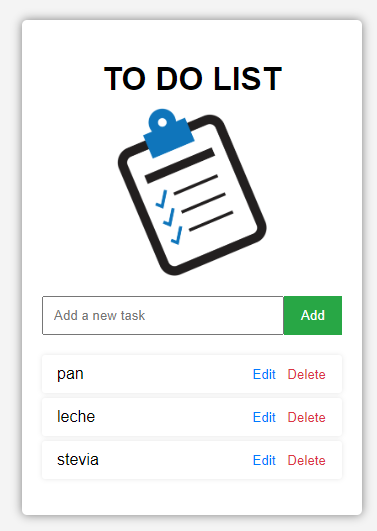 TO DO LIST
Add a new task Add
pan Edit Delete
leche Edit Delete
stevia Edit Delete